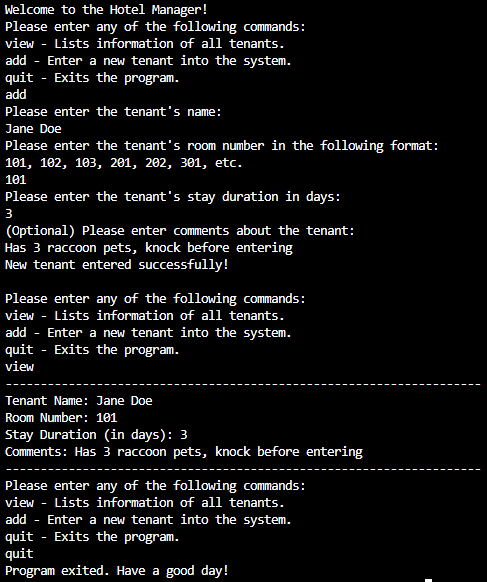 Welcome to the Hotel Manager!
Please enter any of the following commands:
view - Lists information of all tenants.
add - Enter a new tenant into the system.
quit - Exits the program.
add
Please enter the tenant's name:
Jane Doe
Please enter the tenant's room number in the following format:
101, 102, 103, 201, 202, 301, etc.
101
Please enter the tenant's stay duration in days:
3
(Optional) Please enter comments about the tenant:
Has 3 raccoon pets, knock before entering
New tenant entered successfully!

Please enter any of the following commands:
view - Lists information of all tenants.
add - Enter a new tenant into the system.
quit - Exits the program.
view
--------------------------------------------------------------------
Tenant Name: Jane Doe
Room Number: 101
Stay Duration (in days): 3
Comments: Has 3 raccoon pets, knock before entering
--------------------------------------------------------------------
Please enter any of the following commands:
view - Lists information of all tenants.
add - Enter a new tenant into the system.
quit - Exits the program.
quit
Program exited. Have a good day!